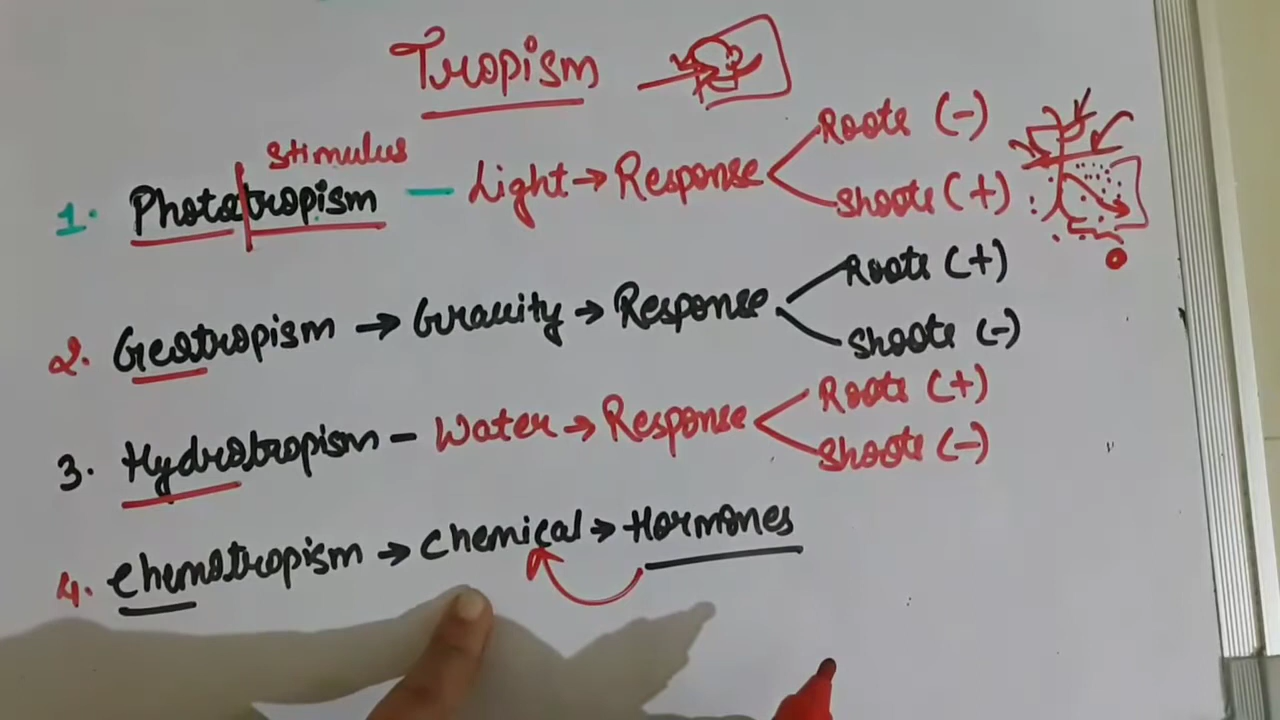 Tropism
stimulus
1. Phototropism - Light → Response Roots (-)
Shoots (+)
2. Geotropism → Gravity → Response Roots (+)
Shoots (-)
3. Hydrotropism - Water → Response Roots (+)
Shoots (-)
4. Chemotropism → Chemical → Hormones